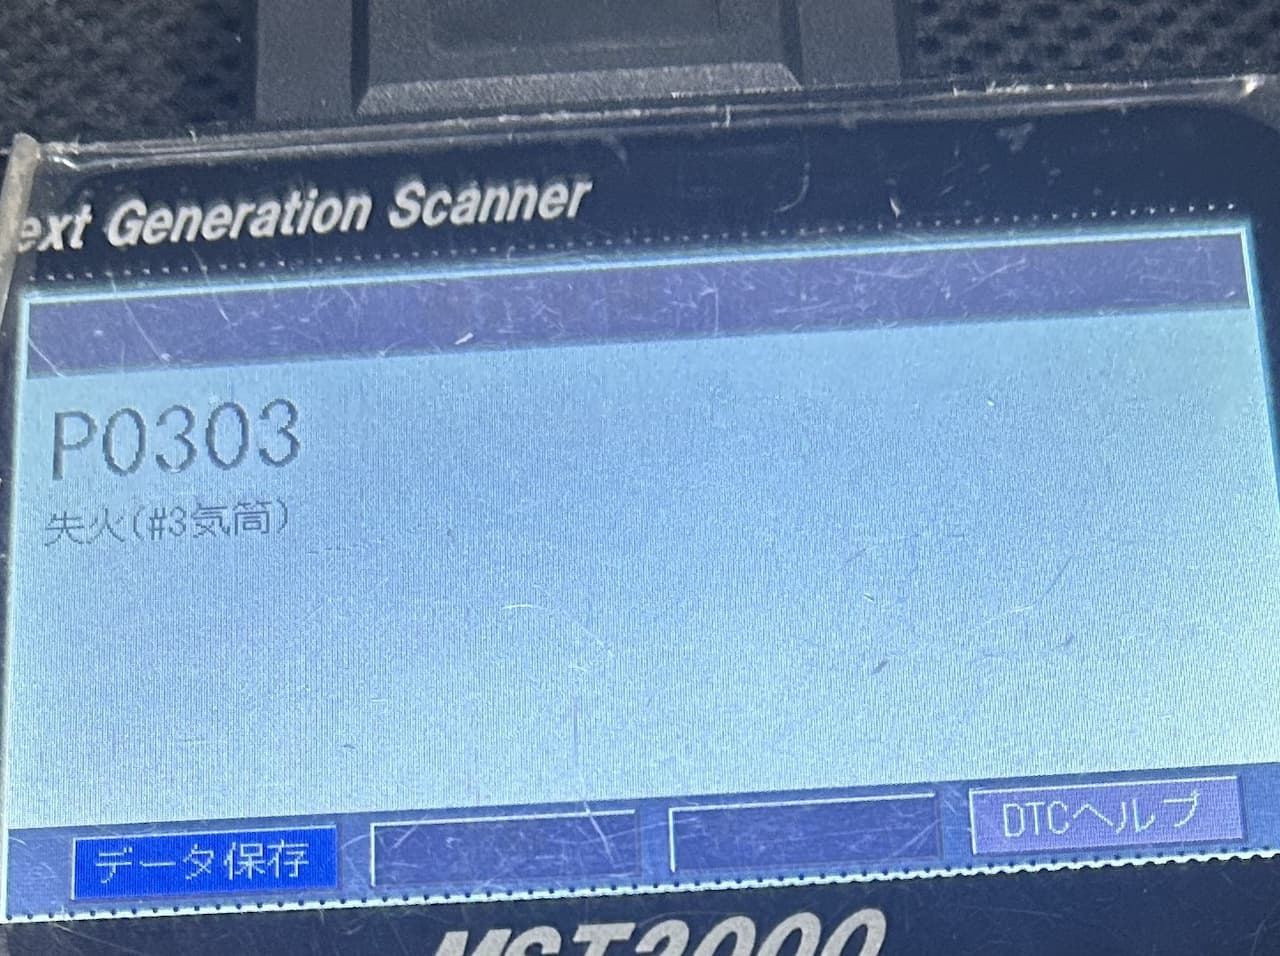 ext Generation Scanner
P0303
失火(#3気筒)
データ保存
DTCヘルプ